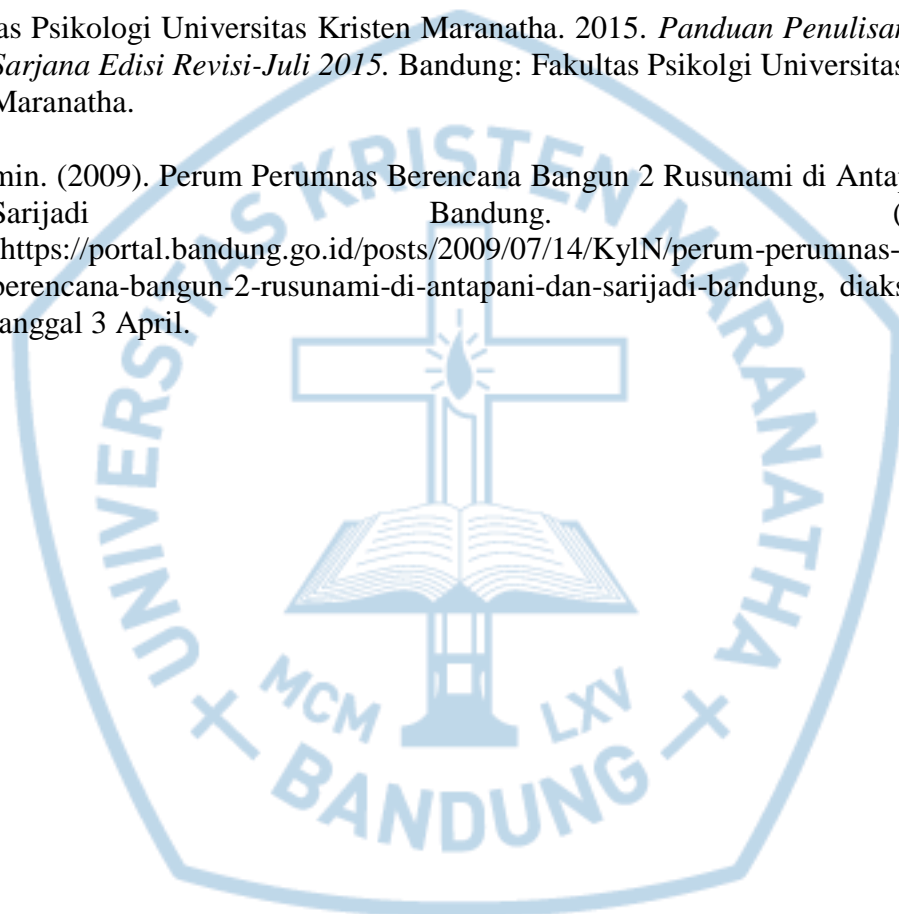 as Psikologi Universitas Kristen Maranatha. 2015. Panduan Penulisan
Sarjana Edisi Revisi-Juli 2015. Bandung: Fakultas Psikolgi Universitas
Maranatha.
min. (2009). Perum Perumnas Berencana Bangun 2 Rusunami di Antap
Sarijadi Bandung. (
https://portal.bandung.go.id/posts/2009/07/14/KylN/perum-perumnas-
berencana-bangun-2-rusunami-di-antapani-dan-sarijadi-bandung, diaks
tanggal 3 April.
UNIVERSITAS KRISTEN MARANATHA
MCM LXV
BANDUNG